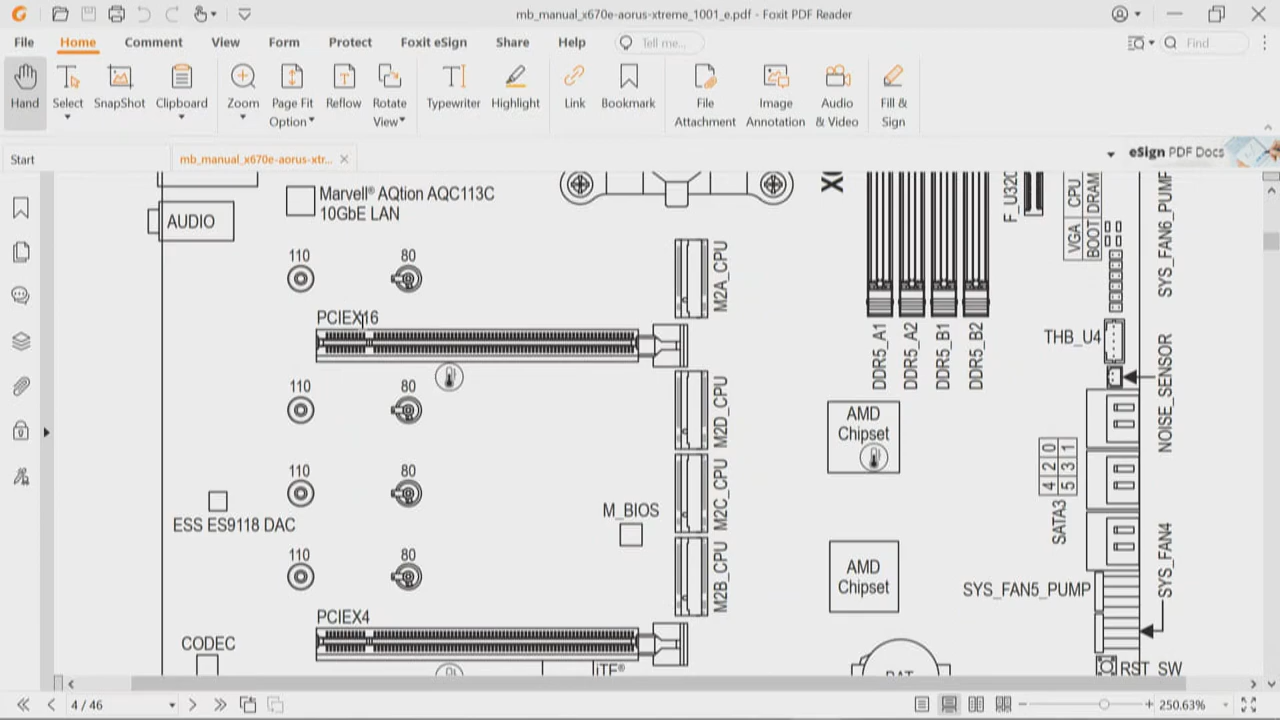 mb_manual_x670e-aorus-xtreme_1001_e.pdf - Foxit PDF Reader
File
Home
Comment
View
Form
Protect
Foxit eSign
Share
Help
Tell me...
Find
Hand
Select
SnapShot
Clipboard
Zoom
Page Fit
Option
Reflow
Rotate
View
Typewriter
Highlight
Link
Bookmark
File
Attachment
Image
Annotation
Audio
& Video
Fill &
Sign
Start
mb_manual_x670e-aorus-xtr...
eSign PDF Docs
AUDIO
Marvell® AQtion AQC113C
10GbE LAN
110
80
PCIEX16
110
80
110
80
ESS ES9118 DAC
110
80
PCIEX4
CODEC
M_BIOS
iTE®
M2A_CPU
M2D_CPU
M2C_CPU
M2B_CPU
DDR5_A1
DDR5_A2
DDR5_B1
DDR5_B2
AMD
Chipset
AMD
Chipset
BAT
F_U320
VGA
CPU
BOOT
DRAM
SYS_FAN6_PUMP
THB_U4
NOISE_SENSOR
4 2 0
5 3 1
SATA3
SYS_FAN4
SYS_FAN5_PUMP
RST_SW
4 / 46
250.63%